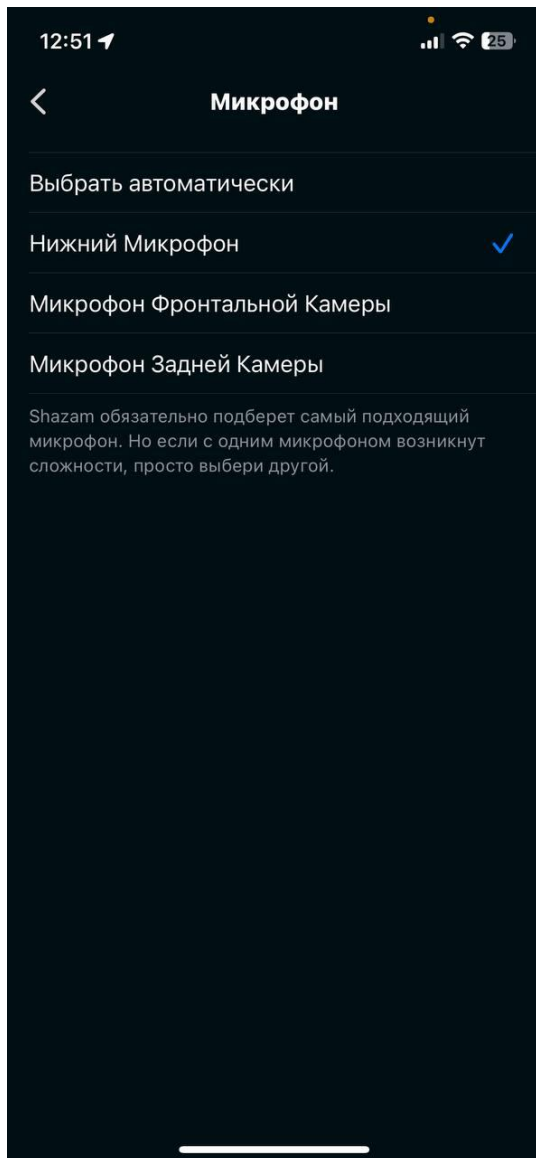 12:51
25
Микрофон
Выбрать автоматически
Нижний Микрофон
Микрофон Фронтальной Камеры
Микрофон Задней Камеры
Shazam обязательно подберет самый подходящий
микрофон. Но если с одним микрофоном возникнут
сложности, просто выбери другой.